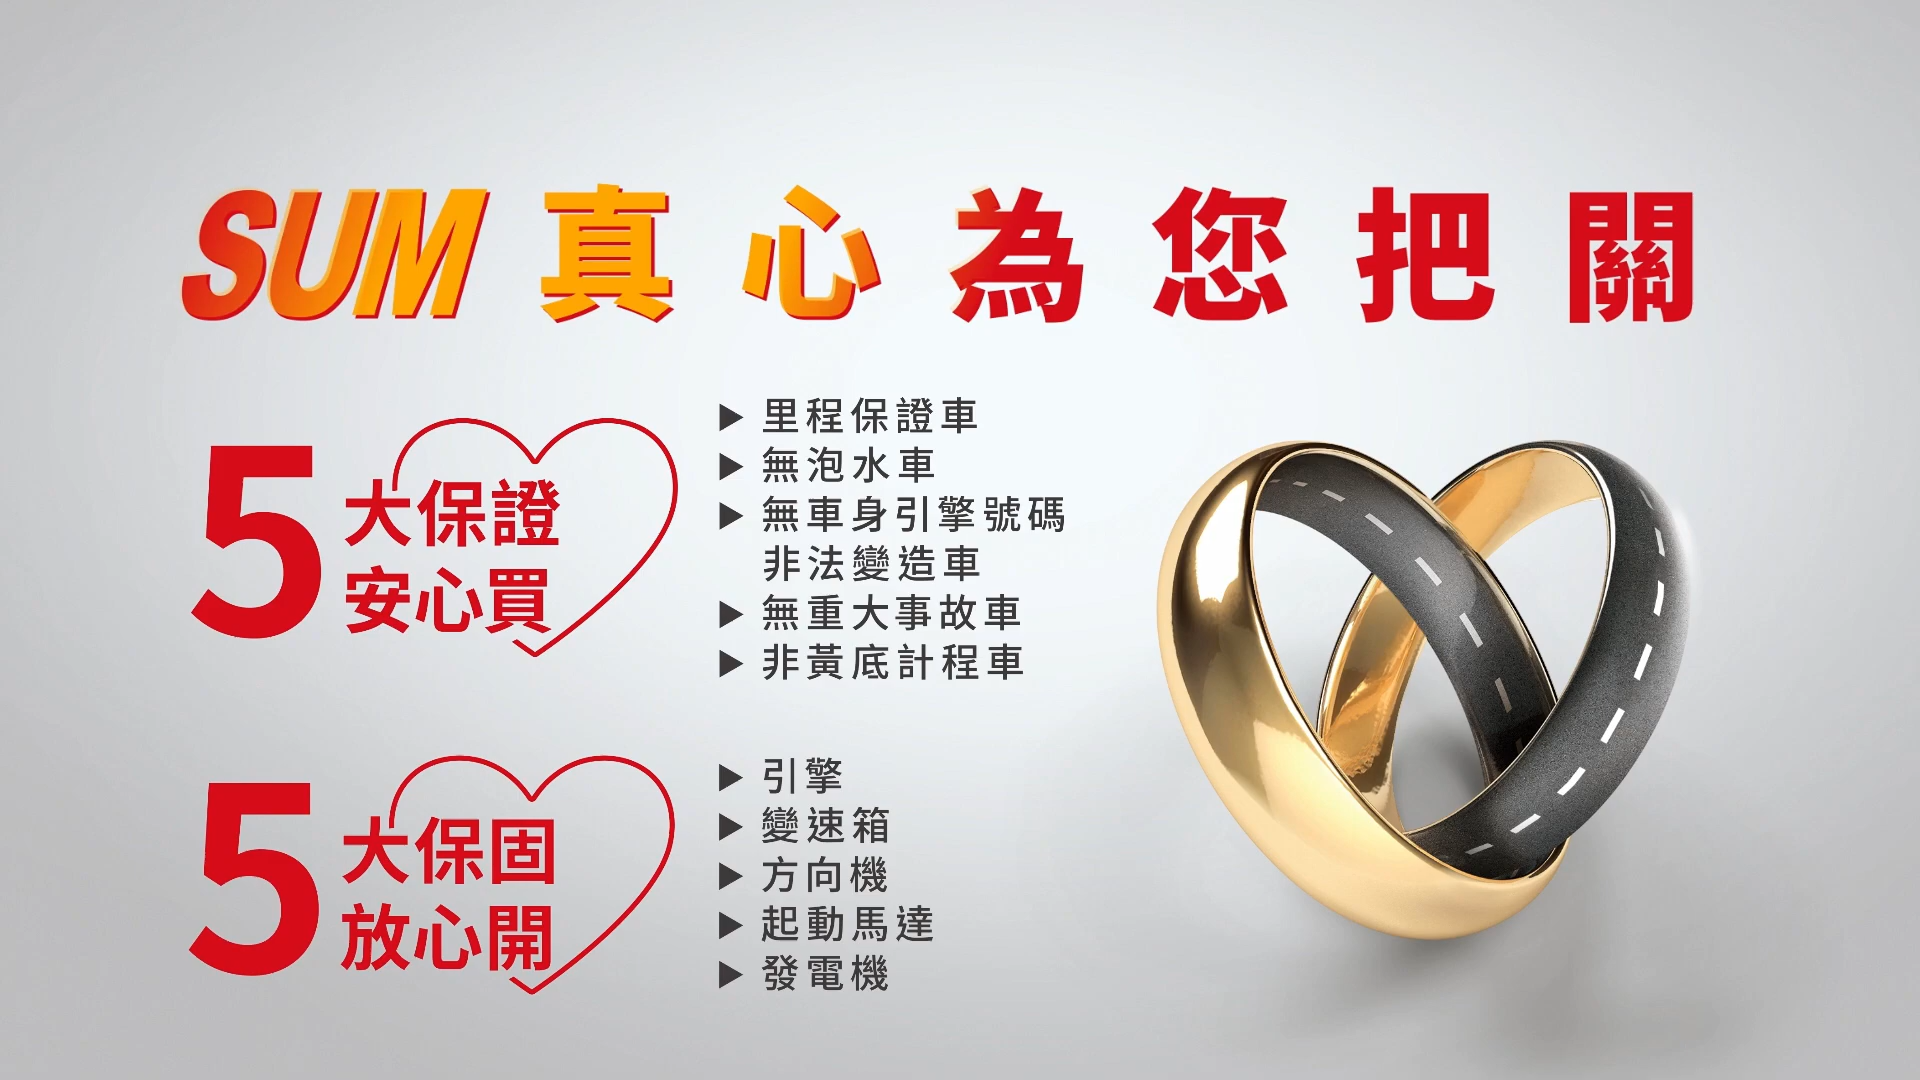 SUM真心為您把關
5大保證
安心買
里程保證車
無泡水車
無車身引擎號碼
非法變造車
無重大事故車
非黃底計程車
5大保固
放心開
引擎
變速箱
方向機
起動馬達
發電機